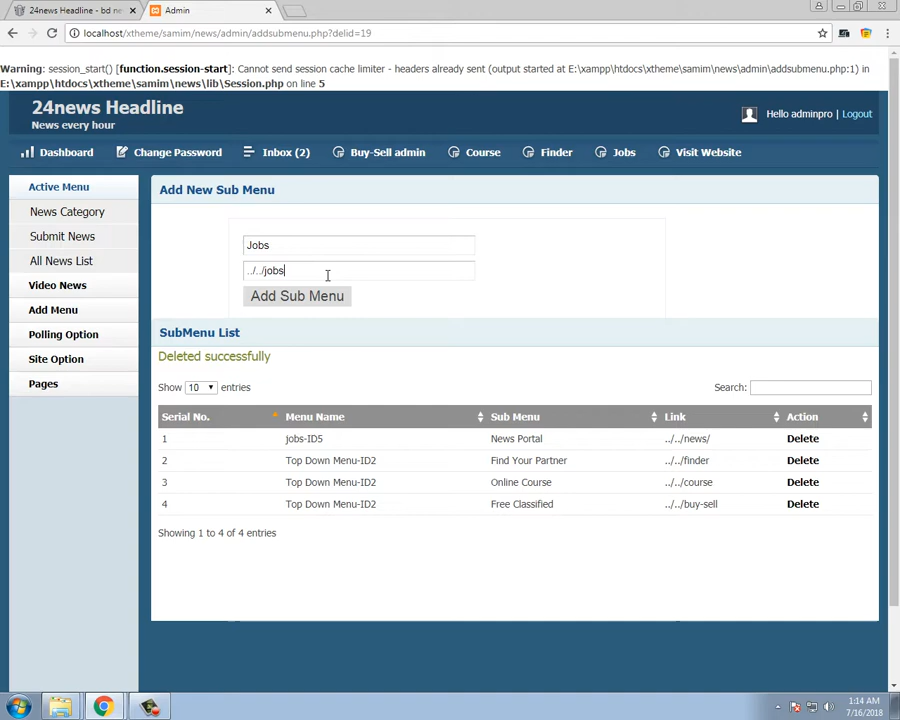 24news Headline - bd ne
Admin
localhost/xtheme/samim/news/admin/addsubmenu.php?delid=19
Warning: session_start() [function.session-start]: Cannot send session cache limiter - headers already sent (output started at E:\xampp\htdocs\xtheme\samim\news\admin\addsubmenu.php:1) in
E:\xampp\htdocs\xtheme\samim\news\lib\Session.php on line 5
24news Headline
News every hour
Hello adminpro | Logout
Dashboard Change Password Inbox (2) Buy-Sell admin Course Finder Jobs Visit Website
Active Menu
News Category
Submit News
All News List
Video News
Add Menu
Polling Option
Site Option
Pages
Add New Sub Menu
Jobs
../../jobs
Add Sub Menu
SubMenu List
Deleted successfully
Show 10 entries Search:
Serial No. Menu Name Sub Menu Link Action
1 jobs-ID5 News Portal ../../news/ Delete
2 Top Down Menu-ID2 Find Your Partner ../../finder Delete
3 Top Down Menu-ID2 Online Course ../../course Delete
4 Top Down Menu-ID2 Free Classified ../../buy-sell Delete
Showing 1 to 4 of 4 entries
1:14 AM
7/16/2018